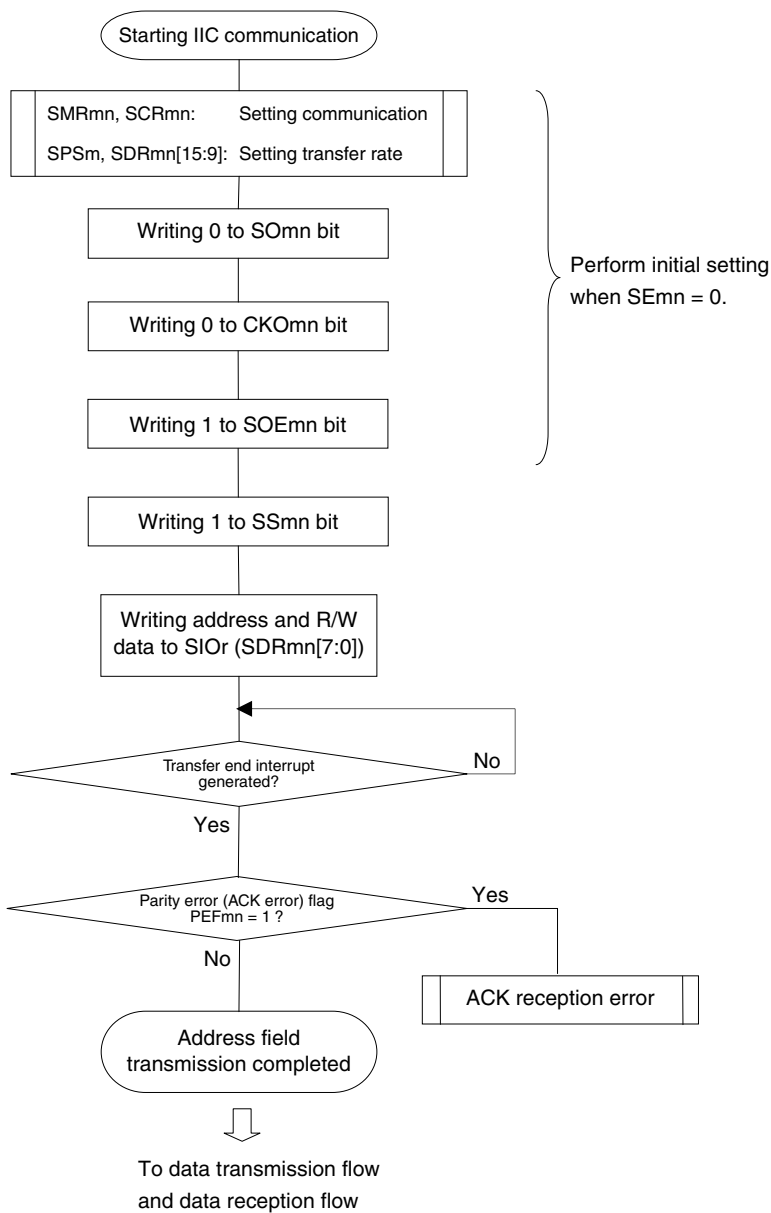 Starting IIC communication
SMRmn, SCRmn: Setting communication
SPSm, SDRmn[15:9]: Setting transfer rate
Writing 0 to SOmn bit
Writing 0 to CKOmn bit
Writing 1 to SOEmn bit
Perform initial setting
when SEmn = 0.
Writing 1 to SSmn bit
Writing address and R/W
data to SIOr (SDRmn[7:0])
Transfer end interrupt
generated?
No
Yes
Parity error (ACK error) flag
PEFmn = 1 ?
Yes
No
ACK reception error
Address field
transmission completed
To data transmission flow
and data reception flow